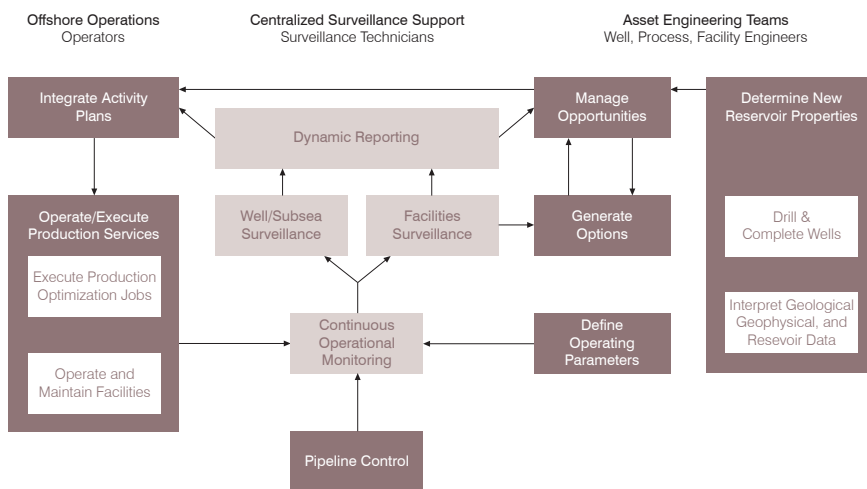 Offshore Operations
Operators
Centralized Surveillance Support
Surveillance Technicians
Asset Engineering Teams
Well, Process, Facility Engineers
Integrate Activity
Plans
Manage
Opportunities
Determine New
Reservoir Properties
Dynamic Reporting
Operate/Execute
Production Services
Well/Subsea
Surveillance
Facilities
Surveillance
Generate
Options
Drill &
Complete Wells
Execute Production
Optimization Jobs
Continuous
Operational
Monitoring
Define
Operating
Parameters
Interpret Geological
Geophysical, and
Resevoir Data
Operate and
Maintain Facilities
Pipeline Control